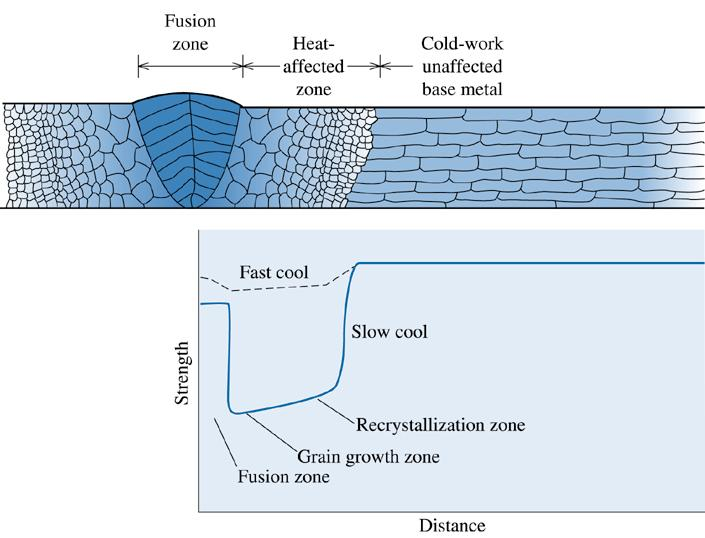 Fusion
zone
Heat-
affected
zone
Cold-work
unaffected
base metal
Fast cool
Slow cool
Strength
Recrystallization zone
Grain growth zone
Fusion zone
Distance